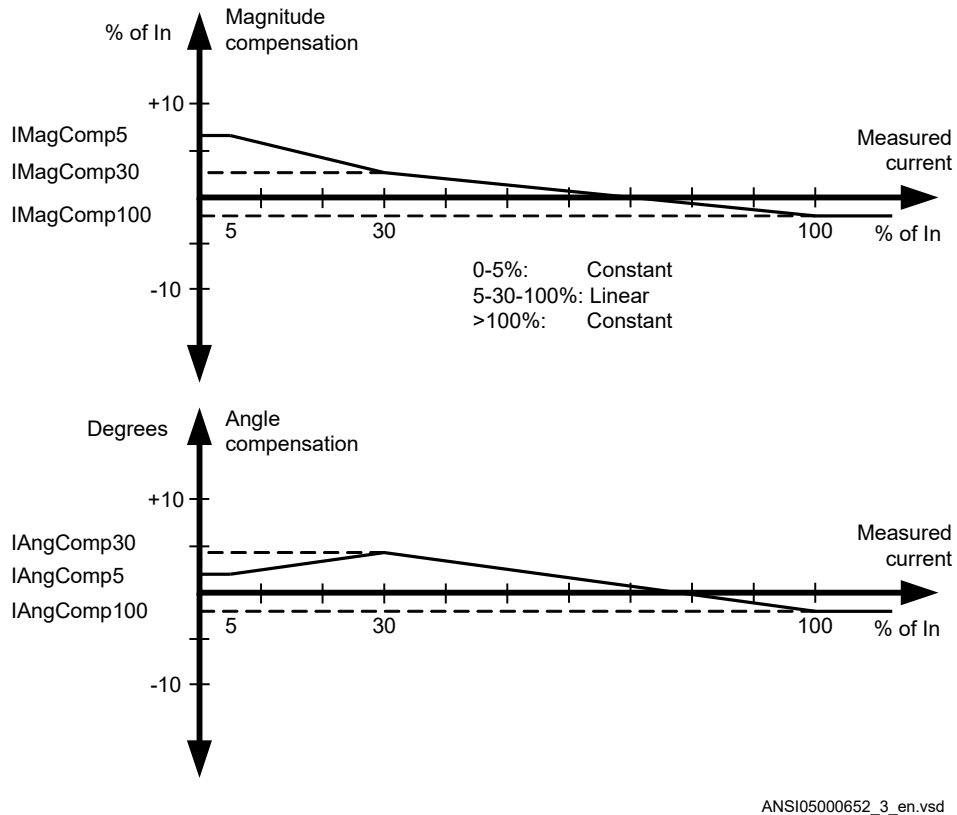 % of In
Magnitude
compensation
+10
IMagComp5
Measured
current
IMagComp30
IMagComp100
5
30
100
% of In
0-5%: Constant
5-30-100%: Linear
>100%: Constant
-10
Degrees
Angle
compensation
+10
Measured
current
IAngComp30
IAngComp5
IAngComp100
5
30
100
% of In
-10
ANSI05000652_3_en.vsd